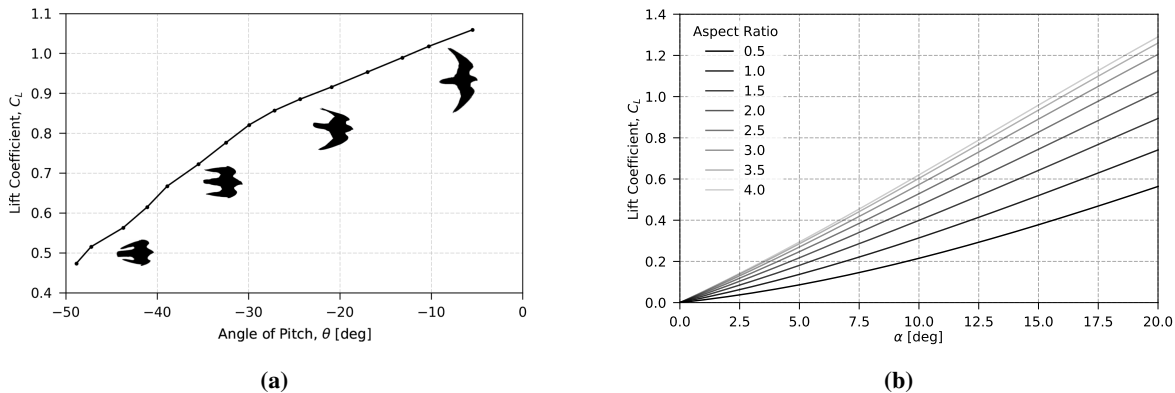 1.1
1.0
0.9
0.8
0.7
0.6
0.5
0.4
Lift Coefficient, C_L
−50 −40 −30 −20 −10 0
Angle of Pitch, θ [deg]
(a)
1.4
1.2
1.0
0.8
0.6
0.4
0.2
0.0
Lift Coefficient, C_L
Aspect Ratio
0.5
1.0
1.5
2.0
2.5
3.0
3.5
4.0
0.0 2.5 5.0 7.5 10.0 12.5 15.0 17.5 20.0
α [deg]
(b)